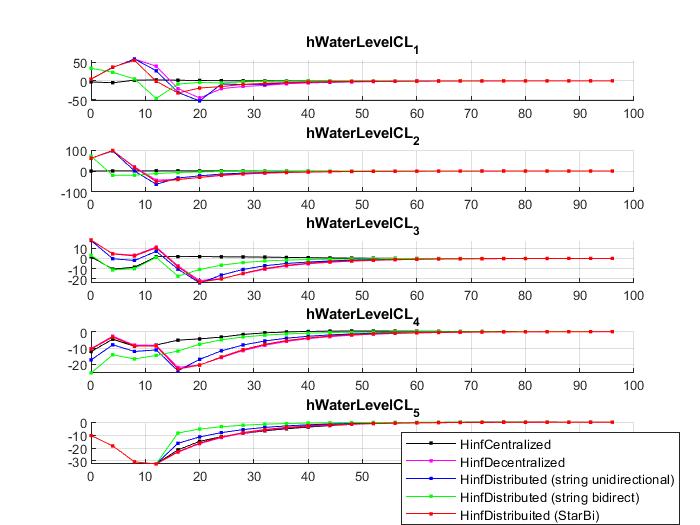 hWaterLevelCL1
50
0
-50
0 10 20 30 40 50 60 70 80 90 100
hWaterLevelCL2
100
0
-100
0 10 20 30 40 50 60 70 80 90 100
hWaterLevelCL3
10
0
-10
-20
0 10 20 30 40 50 60 70 80 90 100
hWaterLevelCL4
0
-10
-20
0 10 20 30 40 50 60 70 80 90 100
hWaterLevelCL5
0
-10
-20
-30
0 10 20 30 40 50
HinfCentralized
HinfDecentralized
HinfDistributed (string unidirectional)
HinfDistributed (string bidirect)
HinfDistribuited (StarBi)